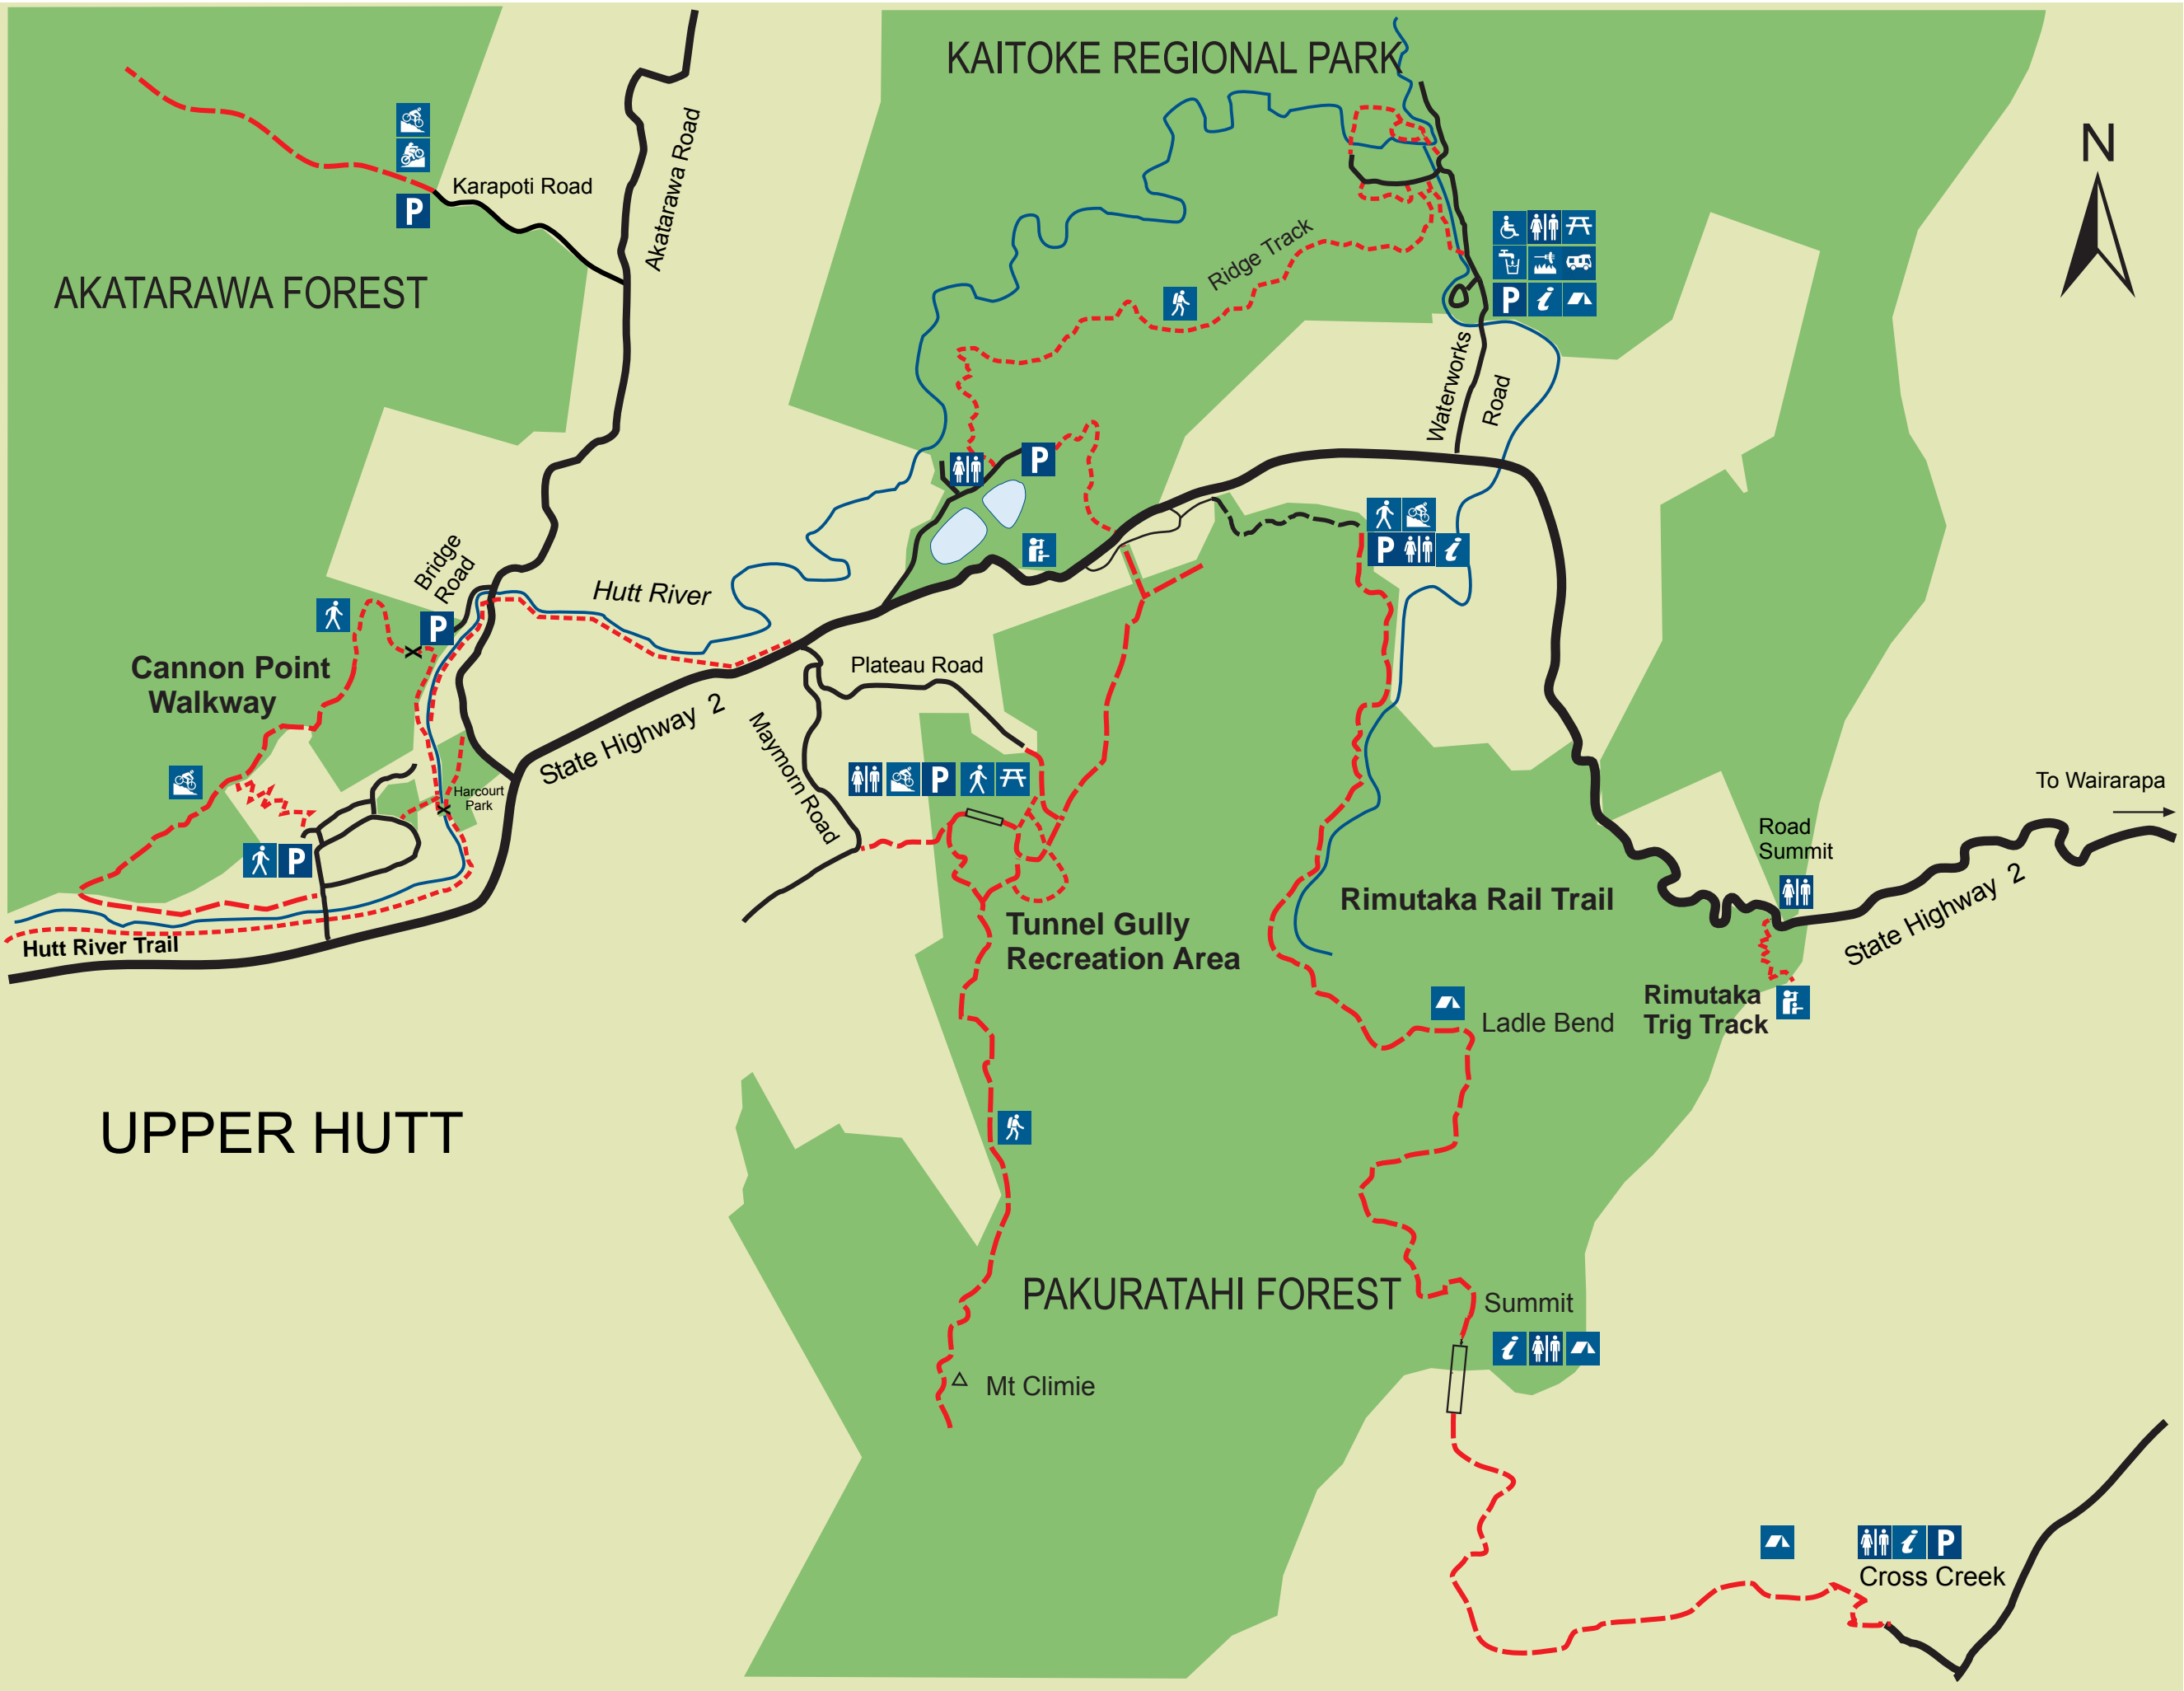 KAITOKE REGIONAL PARK
N
Karapoti Road
Akatarawa Road
AKATARAWA FOREST
Ridge Track
P
P
i
Waterworks
Road
P
P
i
Bridge
Road
Hutt River
P
Cannon Point
Walkway
Plateau Road
State Highway 2
Maymorn Road
P
x
To Wairarapa
Harcourt
Park
x
Road
Summit
P
Rimutaka Rail Trail
State Highway 2
Tunnel Gully
Recreation Area
Hutt River Trail
Rimutaka
Trig Track
Ladle Bend
UPPER HUTT
PAKURATAHI FOREST
Summit
i
Mt Climie
i P
Cross Creek